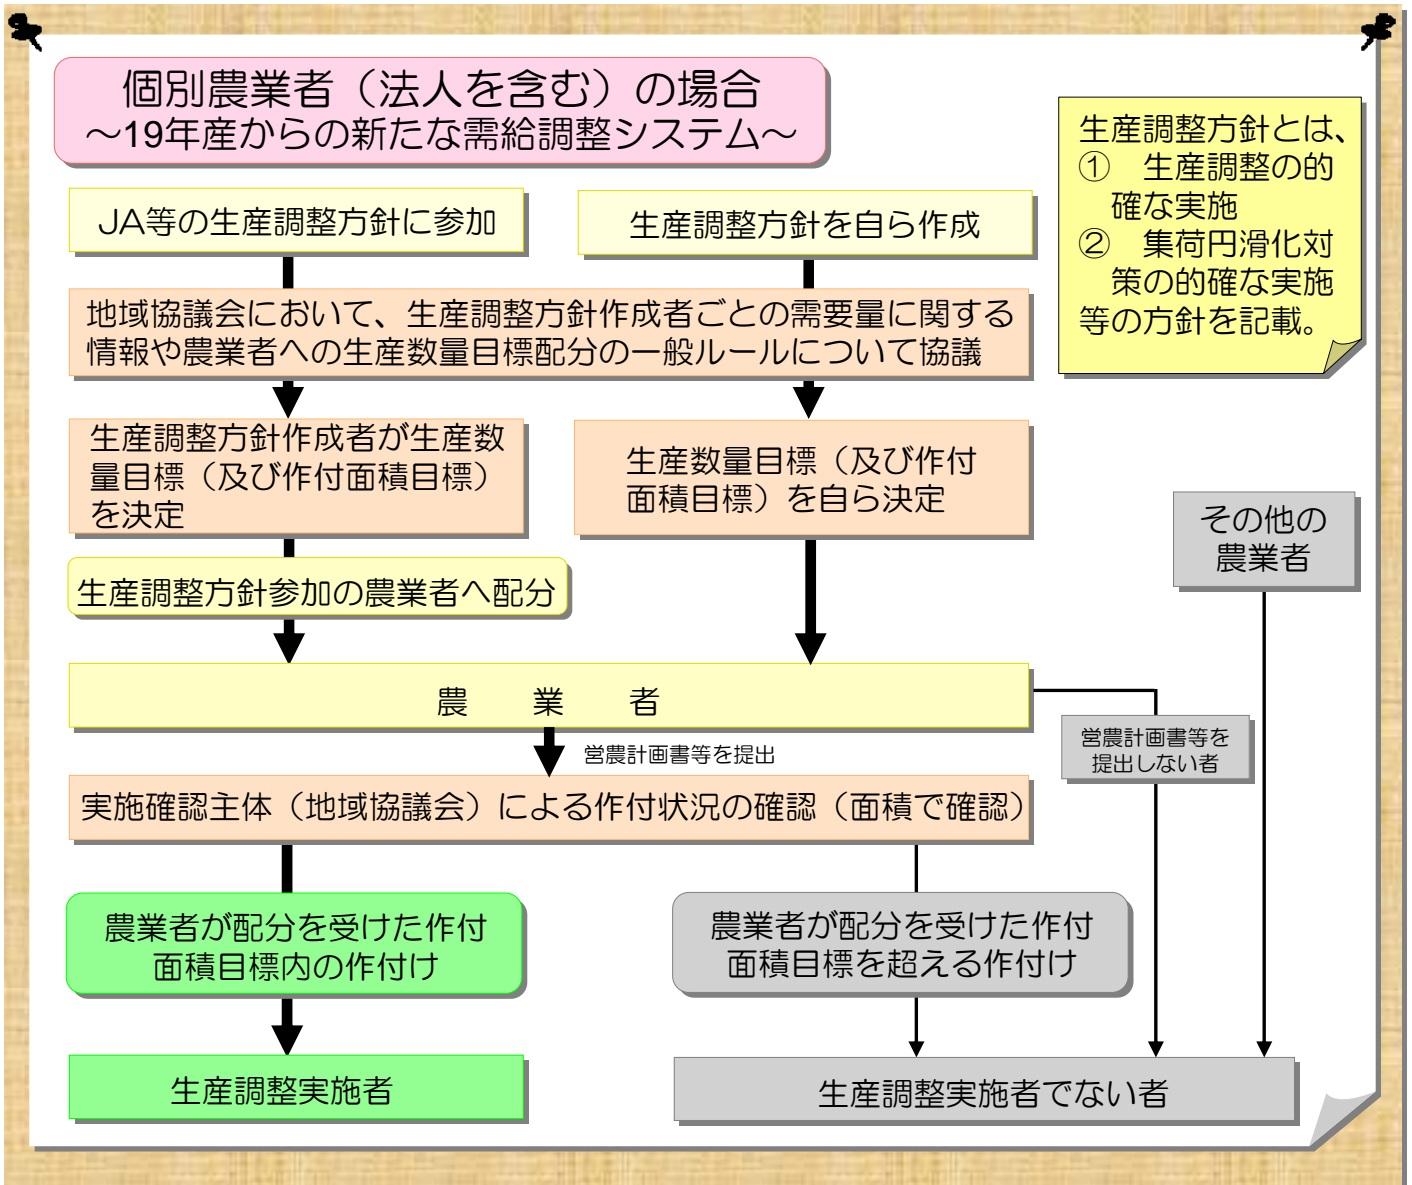 個別農業者（法人を含む）の場合
～19年産からの新たな需給調整システム～
生産調整方針とは、
①　生産調整の的
確な実施
②　集荷円滑化対
策の的確な実施
等の方針を記載。
JA等の生産調整方針に参加
生産調整方針を自ら作成
地域協議会において、生産調整方針作成者ごとの需要量に関する
情報や農業者への生産数量目標配分の一般ルールについて協議
生産調整方針作成者が生産数
量目標（及び作付面積目標）
を決定
生産数量目標（及び作付
面積目標）を自ら決定
その他の
農業者
生産調整方針参加の農業者へ配分
農　業　者
営農計画書等を提出
営農計画書等を
提出しない者
実施確認主体（地域協議会）による作付状況の確認（面積で確認）
農業者が配分を受けた作付
面積目標内の作付け
農業者が配分を受けた作付
面積目標を超える作付け
生産調整実施者
生産調整実施者でない者